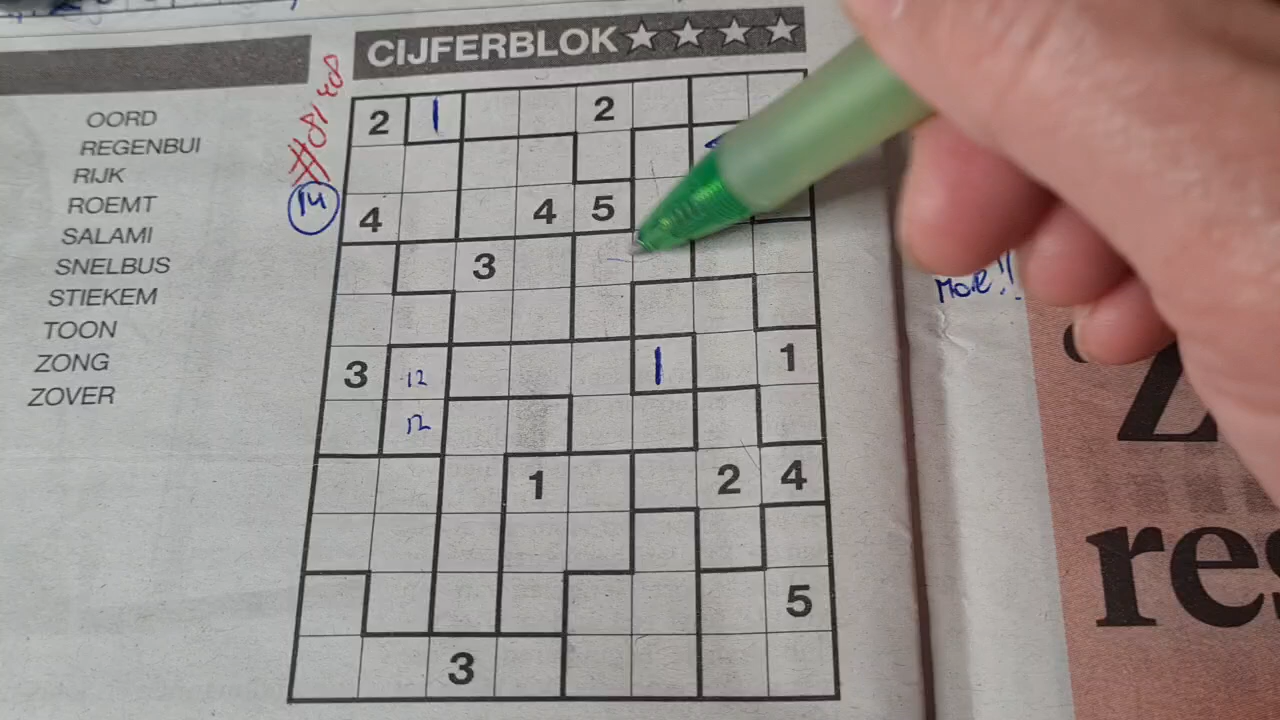 CIJFERBLOK
OORD
REGENBUI
RIJK
ROEMT
SALAMI
SNELBUS
STIEKEM
TOON
ZONG
ZOVER
14
2 1 2
4 4 5
3
3 12 1 1
12
1 2 4
5
3
More!!
Z
res